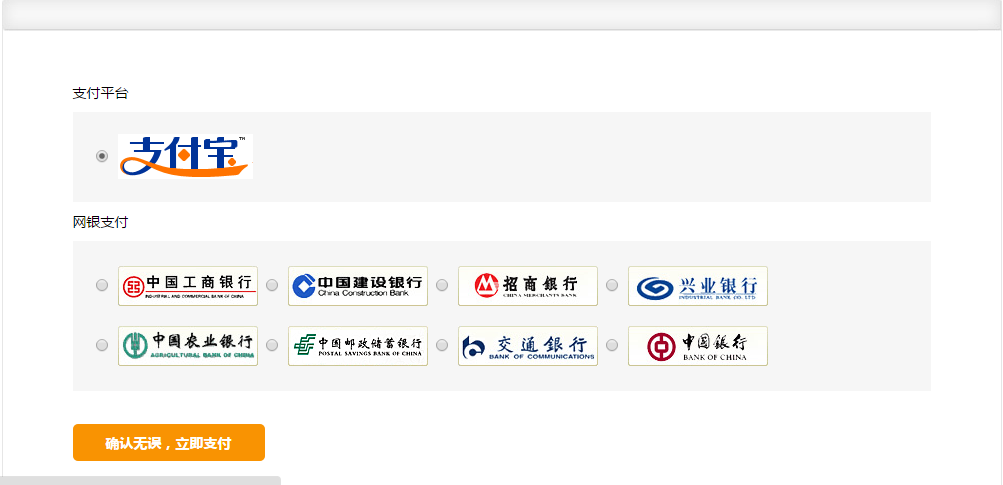 支付平台
支付宝™
网银支付
中国工商银行
INDUSTRIAL AND COMMERCIAL BANK OF CHINA
中国建设银行
China Construction Bank
招商银行
CHINA MERCHANTS BANK
兴业银行
INDUSTRIAL BANK CO.,LTD.
中国农业银行
AGRICULTURAL BANK OF CHINA
中国邮政储蓄银行
POSTAL SAVINGS BANK OF CHINA
交通银行
BANK OF COMMUNICATIONS
中国银行
BANK OF CHINA
确认无误，立即支付